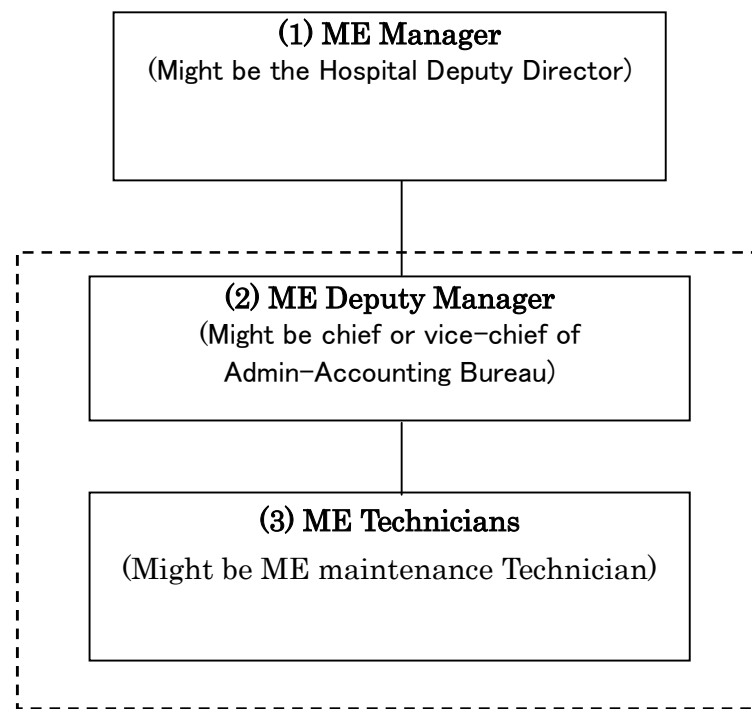 (1) ME Manager
(Might be the Hospital Deputy Director)
(2) ME Deputy Manager
(Might be chief or vice-chief of
Admin-Accounting Bureau)
(3) ME Technicians
(Might be ME maintenance Technician)